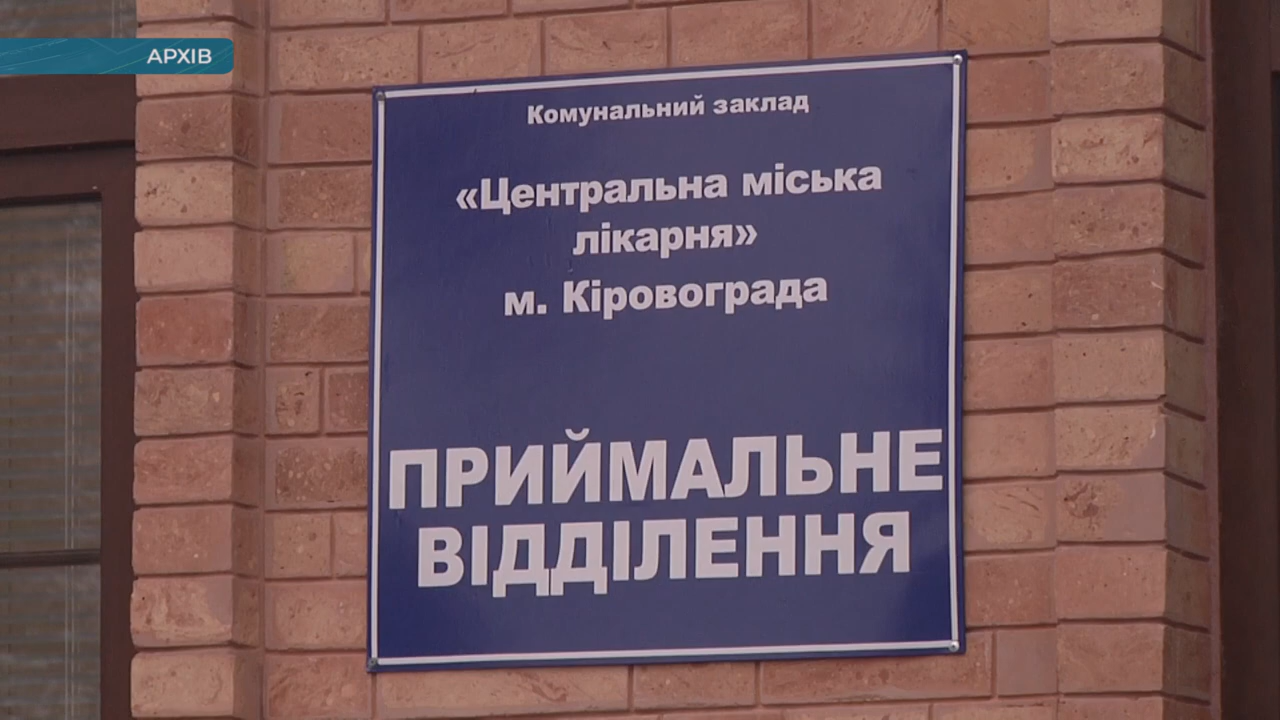 АРХІВ
Комунальний заклад
«Центральна міська
лікарня»
м. Кіровограда
ПРИЙМАЛЬНЕ
ВІДДІЛЕННЯ